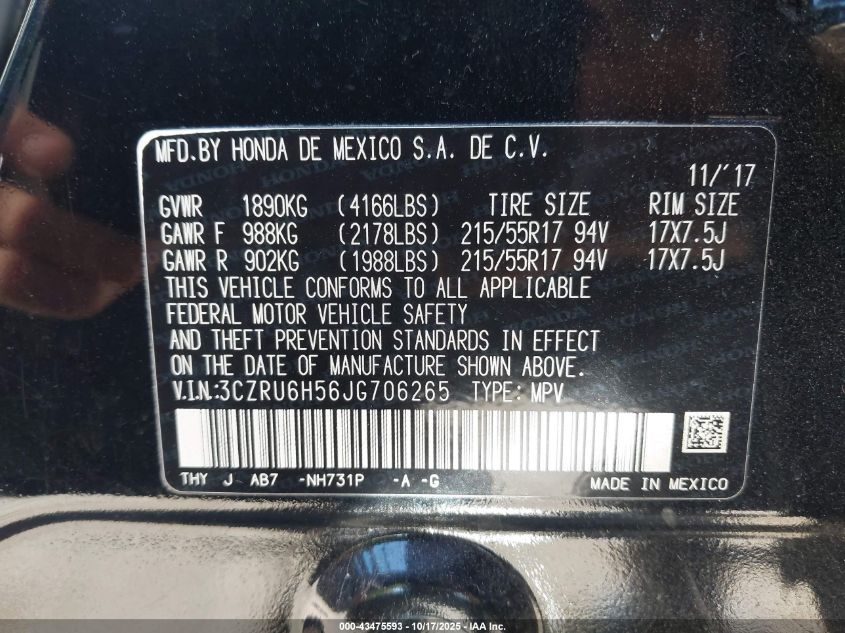 MFD.BY HONDA DE MEXICO S.A. DE C.V.
11/'17
GVWR 1890KG (4166LBS) TIRE SIZE RIM SIZE
GAWR F 988KG (2178LBS) 215/55R17 94V 17X7.5J
GAWR R 902KG (1988LBS) 215/55R17 94V 17X7.5J
THIS VEHICLE CONFORMS TO ALL APPLICABLE
FEDERAL MOTOR VEHICLE SAFETY
AND THEFT PREVENTION STANDARDS IN EFFECT
ON THE DATE OF MANUFACTURE SHOWN ABOVE.
V.I.N.:3CZRU6H56JG706265 TYPE: MPV
THY J AB7 -NH731P -A -G MADE IN MEXICO
000-43475593 - 10/17/2025 - IAA Inc.